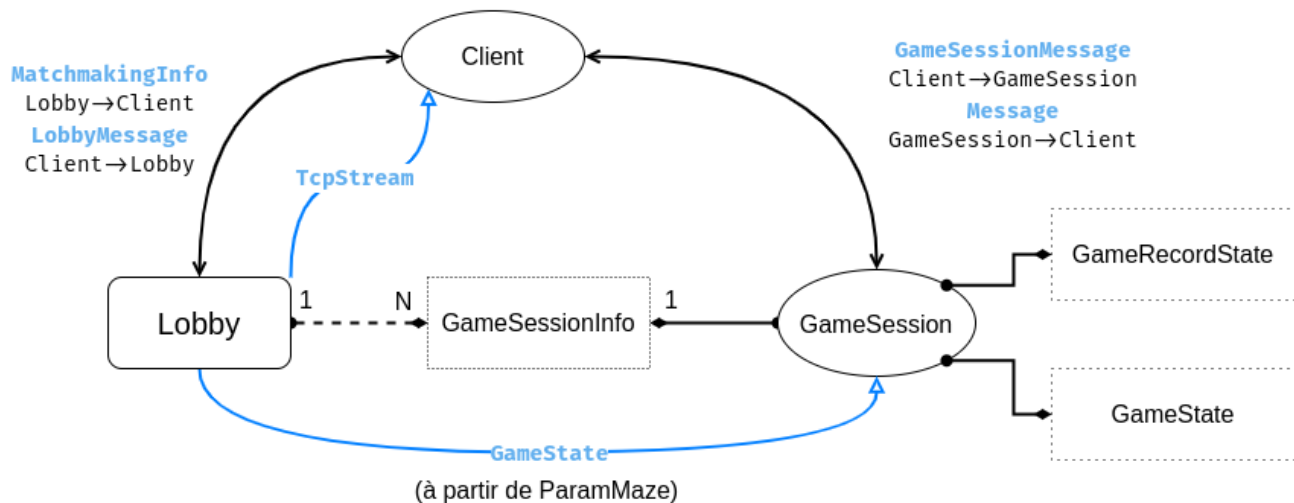 Client
MatchmakingInfo
Lobby→Client
LobbyMessage
Client→Lobby
GameSessionMessage
Client→GameSession
Message
GameSession→Client
TcpStream
Lobby
1
N
GameSessionInfo
1
GameSession
GameRecordState
GameState
GameState
(à partir de ParamMaze)